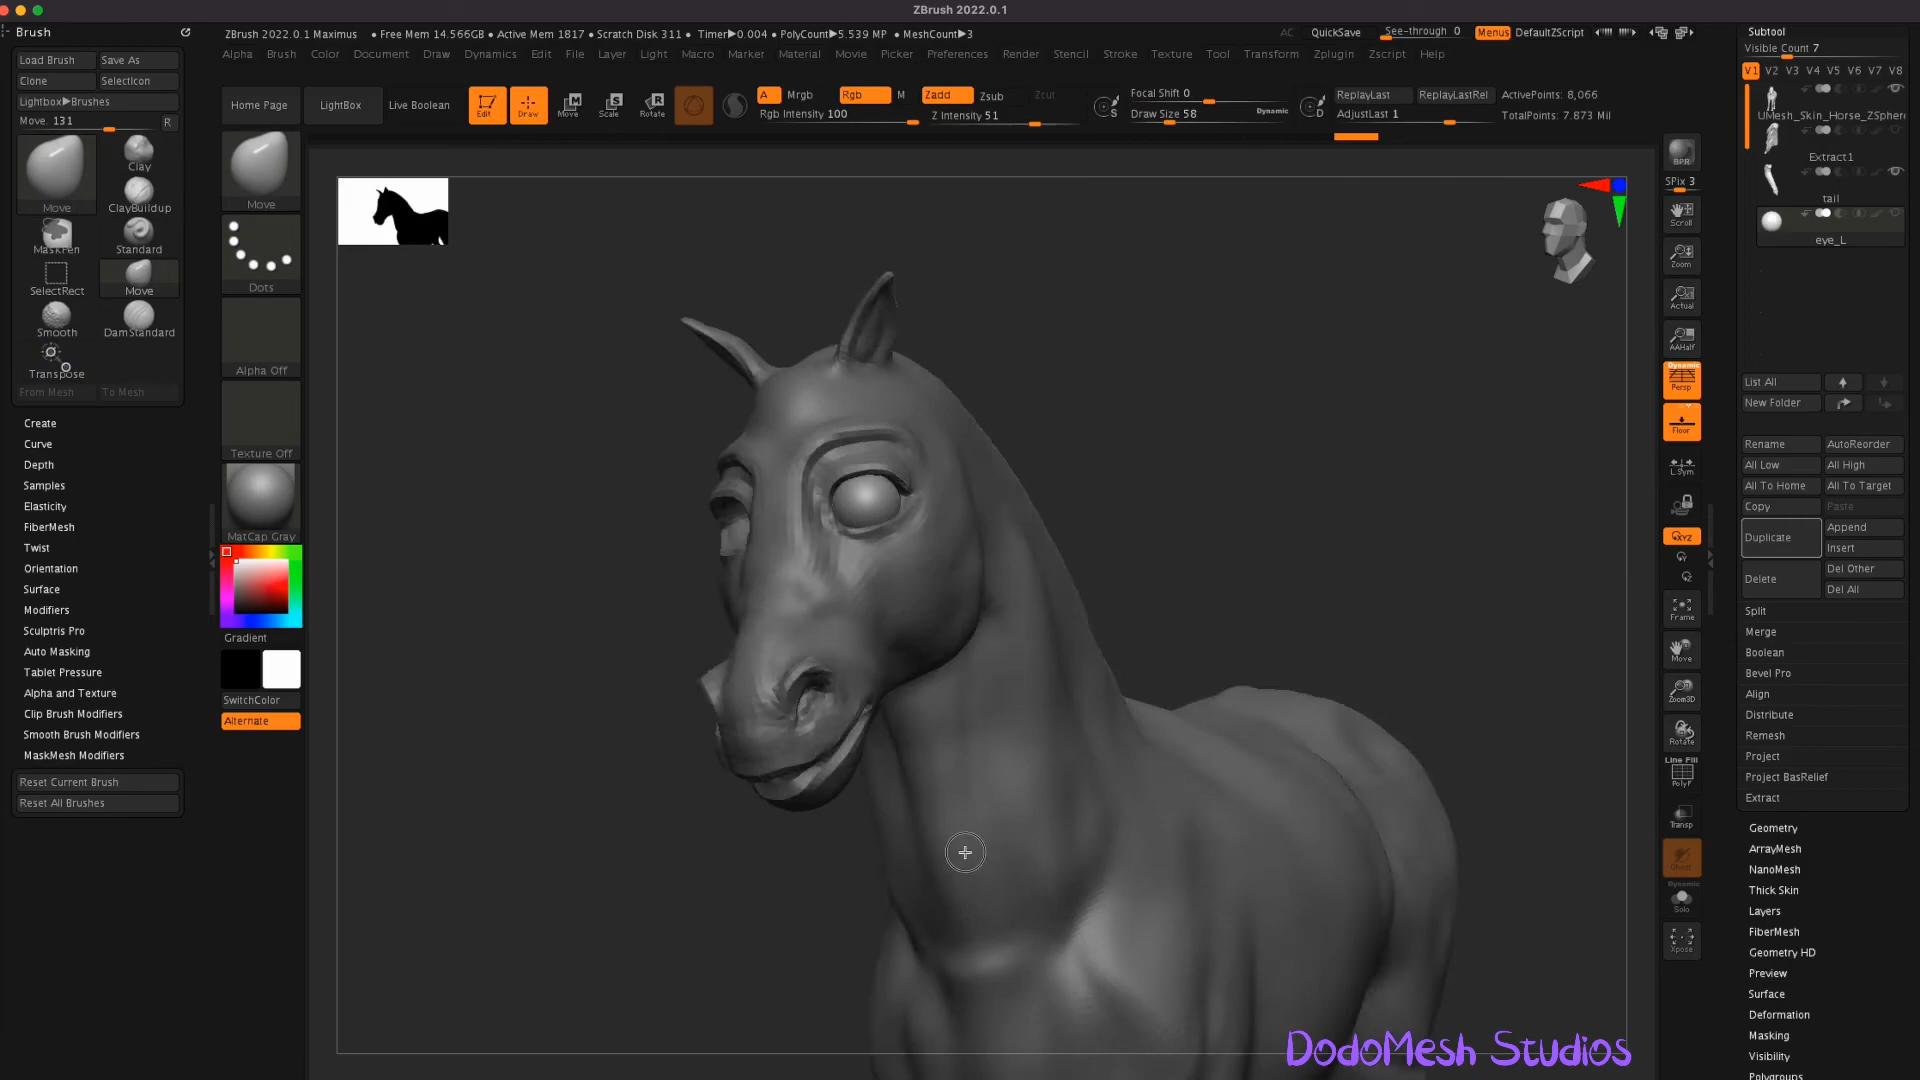 ZBrush 2022.0.1
Brush
ZBrush 2022.0.1 Maximus • Free Mem 14.566GB • Active Mem 1817 • Scratch Disk 311 • Timer▶0.004 • PolyCount▶5.539 MP • MeshCount▶3
AC QuickSave See-through 0 Menus DefaultZScript
Alpha Brush Color Document Draw Dynamics Edit File Layer Light Macro Marker Material Movie Picker Preferences Render Stencil Stroke Texture Tool Transform Zplugin Zscript Help
Load Brush Save As
Clone SelectIcon
Lightbox▶Brushes
Move. 131 R
Move
Clay
ClayBuildup
MaskPen Standard
SelectRect Move
Smooth DamStandard
Transpose
From Mesh To Mesh
Create
Curve
Depth
Samples
Elasticity
FiberMesh
Twist
Orientation
Surface
Modifiers
Sculptris Pro
Auto Masking
Tablet Pressure
Alpha and Texture
Clip Brush Modifiers
Smooth Brush Modifiers
MaskMesh Modifiers
Reset Current Brush
Reset All Brushes
Home Page LightBox Live Boolean
Edit Draw Move Scale Rotate
A Mrgb Rgb M Zadd Zsub Zcut
Rgb Intensity 100 Z Intensity 51
S Focal Shift 0
Draw Size 58 Dynamic
D ReplayLast ReplayLastRel ActivePoints: 8,066
AdjustLast 1 TotalPoints: 7.873 Mil
Move
Dots
Alpha Off
Texture Off
MatCap Gray
Gradient
SwitchColor
Alternate
BPR
SPix 3
Scroll
Zoom
Actual
AAHalf
Dynamic
Persp
Floor
L.Sym
XYZ
Frame
Move
Zoom3D
Rotate
Line Fill
PolyF
Transp
Ghost
Dynamic
Solo
Xpose
Subtool
Visible Count 7
V1 V2 V3 V4 V5 V6 V7 V8
UMesh_Skin_Horse_ZSphere
Extract1
tail
eye_L
List All
New Folder
Rename AutoReorder
All Low All High
All To Home All To Target
Copy Paste
Duplicate Append
Insert
Delete Del Other
Del All
Split
Merge
Boolean
Bevel Pro
Align
Distribute
Remesh
Project
Project BasRelief
Extract
Geometry
ArrayMesh
NanoMesh
Thick Skin
Layers
FiberMesh
Geometry HD
Preview
Surface
Deformation
Masking
Visibility
Polygroups
DodoMesh Studios